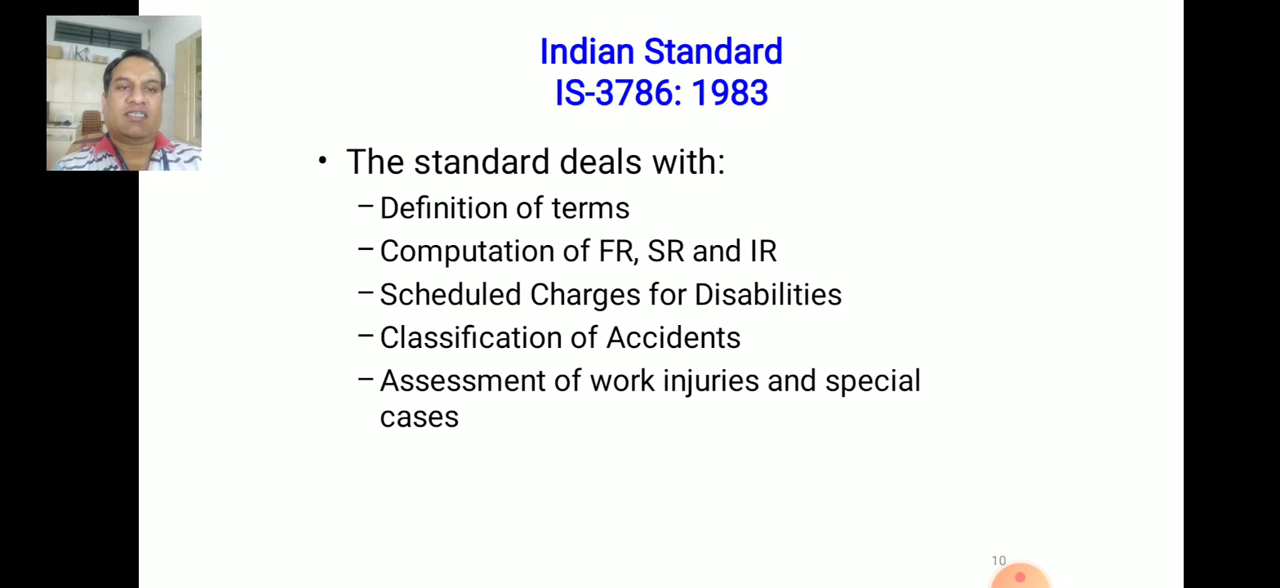 Indian Standard
IS-3786: 1983
• The standard deals with:
– Definition of terms
– Computation of FR, SR and IR
– Scheduled Charges for Disabilities
– Classification of Accidents
– Assessment of work injuries and special
cases
10